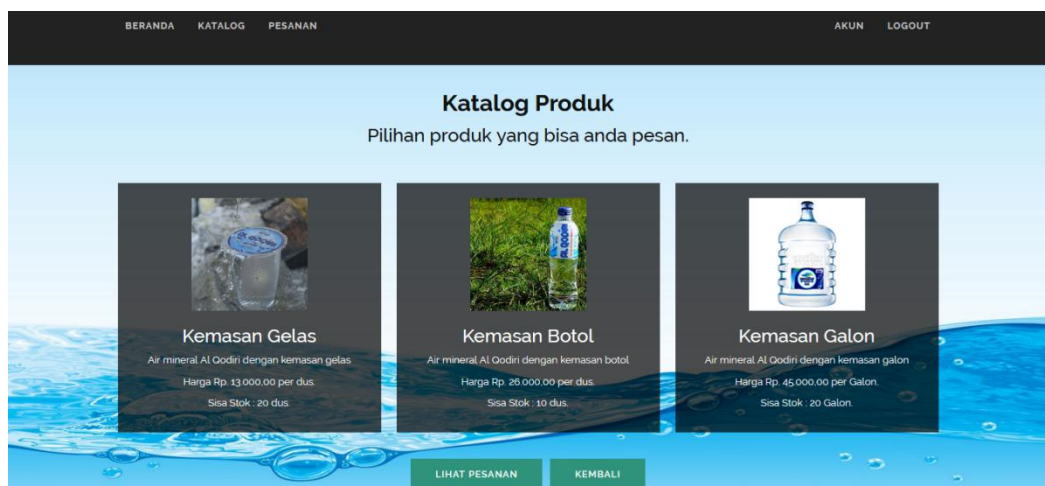 BERANDA KATALOG PESANAN AKUN LOGOUT
Katalog Produk
Pilihan produk yang bisa anda pesan.
AL QODIRI
AL QODIRI
Kemasan Gelas
Air mineral Al Qodiri dengan kemasan gelas
Harga Rp. 13.000,00 per dus.
Sisa Stok : 20 dus.
Kemasan Botol
Air mineral Al Qodiri dengan kemasan botol
Harga Rp. 26.000,00 per dus.
Sisa Stok : 10 dus.
Kemasan Galon
Air mineral Al Qodiri dengan kemasan galon
Harga Rp. 45.000,00 per Galon.
Sisa Stok : 20 Galon.
LIHAT PESANAN KEMBALI